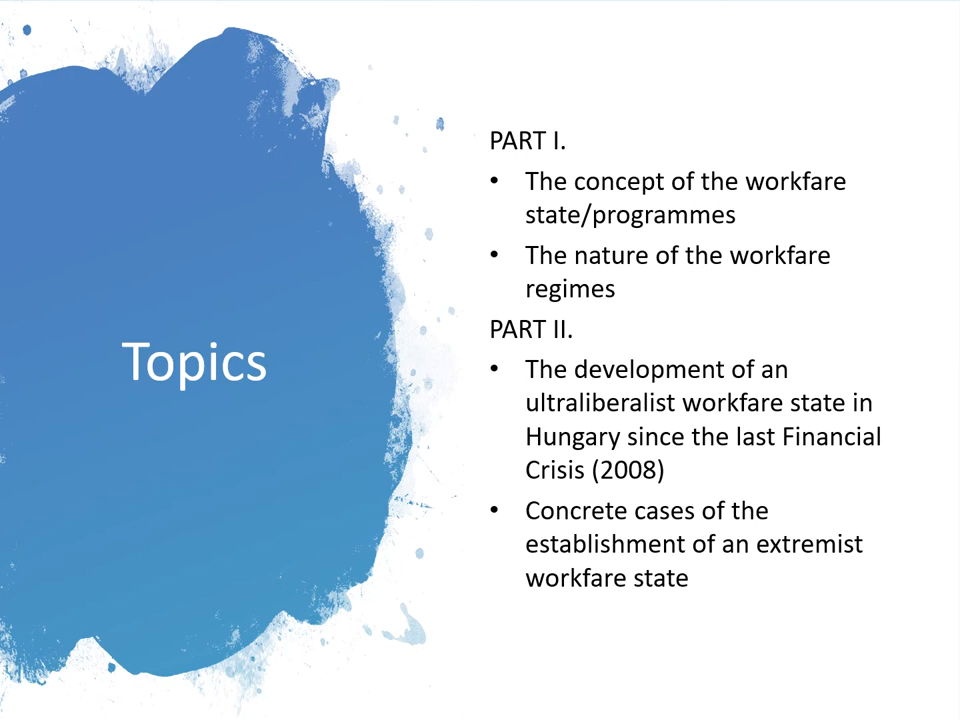 Topics
PART I.
• The concept of the workfare
state/programmes
• The nature of the workfare
regimes
PART II.
• The development of an
ultraliberalist workfare state in
Hungary since the last Financial
Crisis (2008)
• Concrete cases of the
establishment of an extremist
workfare state